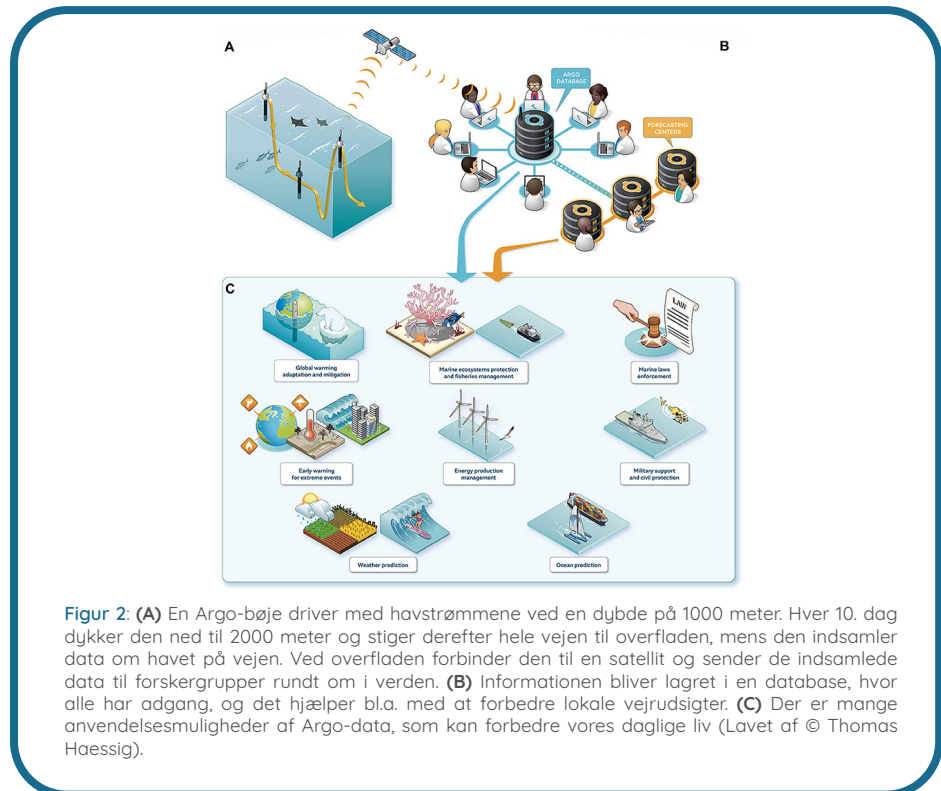 A
B
ARGO
DATABASE
FORECASTING
CENTERS
C
LAW
Global warming
adaptation and mitigation
Marine ecosystems protection
and fisheries management
Marine laws
enforcement
Early warning
for extreme events
Energy production
management
Military support
and civil protection
Weather prediction
Ocean prediction
Figur 2: (A) En Argo-bøje driver med havstrømmene ved en dybde på 1000 meter. Hver 10. dag
dykker den ned til 2000 meter og stiger derefter hele vejen til overfladen, mens den indsamler
data om havet på vejen. Ved overfladen forbinder den til en satellit og sender de indsamlede
data til forskergrupper rundt om i verden. (B) Informationen bliver lagret i en database, hvor
alle har adgang, og det hjælper bl.a. med at forbedre lokale vejrudsigter. (C) Der er mange
anvendelsesmuligheder af Argo-data, som kan forbedre vores daglige liv (Lavet af © Thomas
Haessig).